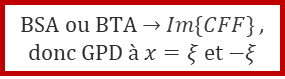 BSA ou BTA → Im{CFF} ,
donc GPD à x = ξ et −ξ